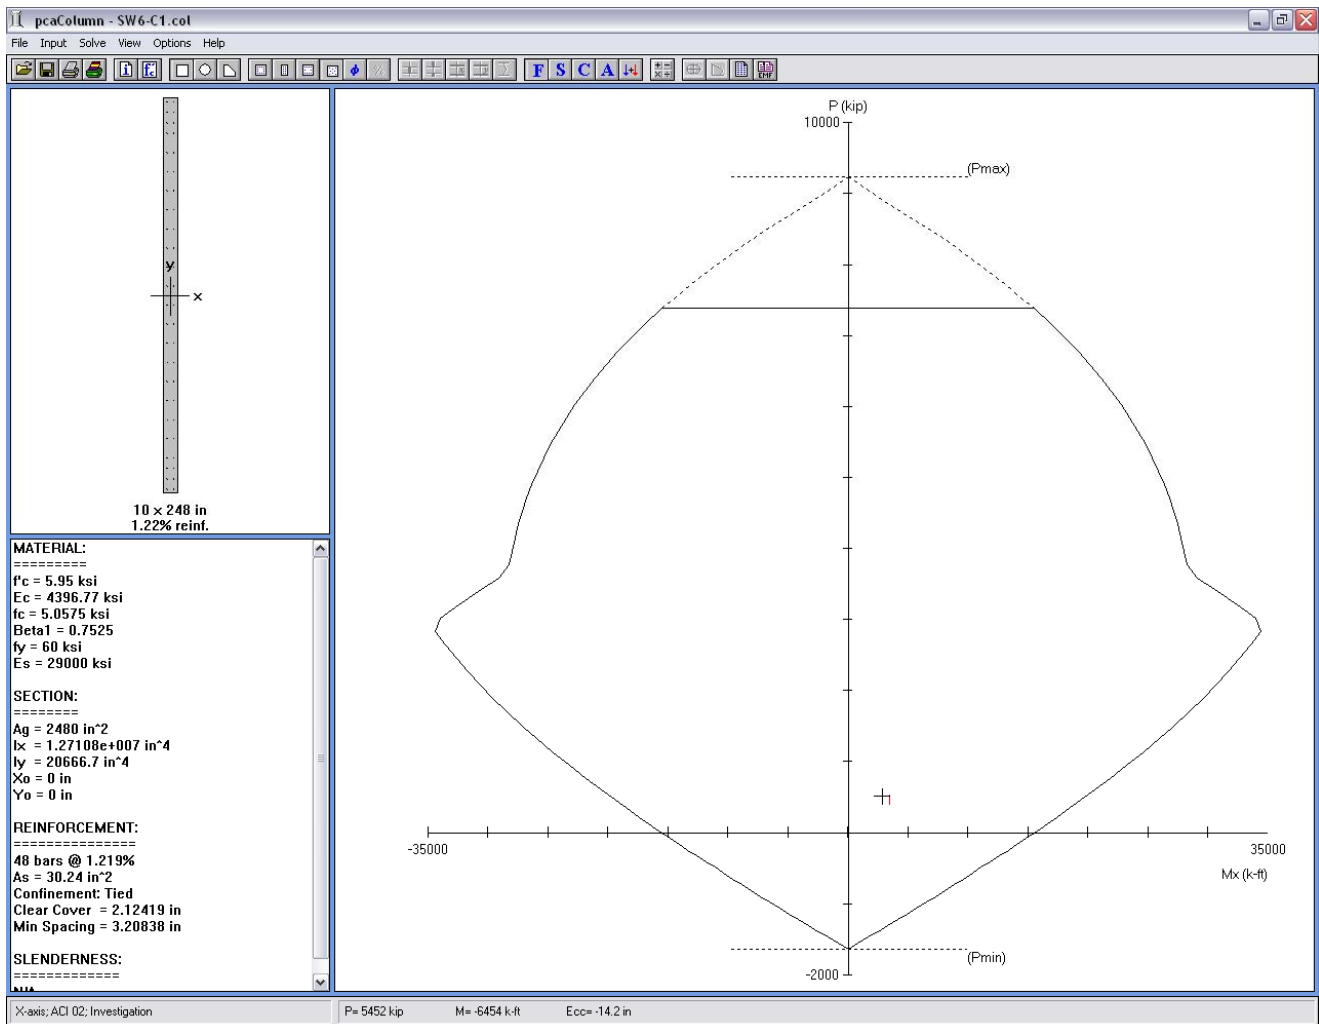 pcaColumn - SW6-C1.col
File Input Solve View Options Help
i f'c φ F S C A EMF
y
x
10 x 248 in
1.22% reinf.
MATERIAL:
=========
f'c = 5.95 ksi
Ec = 4396.77 ksi
fc = 5.0575 ksi
Beta1 = 0.7525
fy = 60 ksi
Es = 29000 ksi
SECTION:
========
Ag = 2480 in^2
Ix = 1.27108e+007 in^4
Iy = 20666.7 in^4
Xo = 0 in
Yo = 0 in
REINFORCEMENT:
===============
48 bars @ 1.219%
As = 30.24 in^2
Confinement: Tied
Clear Cover = 2.12419 in
Min Spacing = 3.20838 in
SLENDERNESS:
=============
P (kip)
10000
(Pmax)
1
-35000
35000
Mx (k-ft)
(Pmin)
-2000
X-axis; ACI 02; Investigation
P= 5452 kip M= -6454 k-ft Ecc= -14.2 in